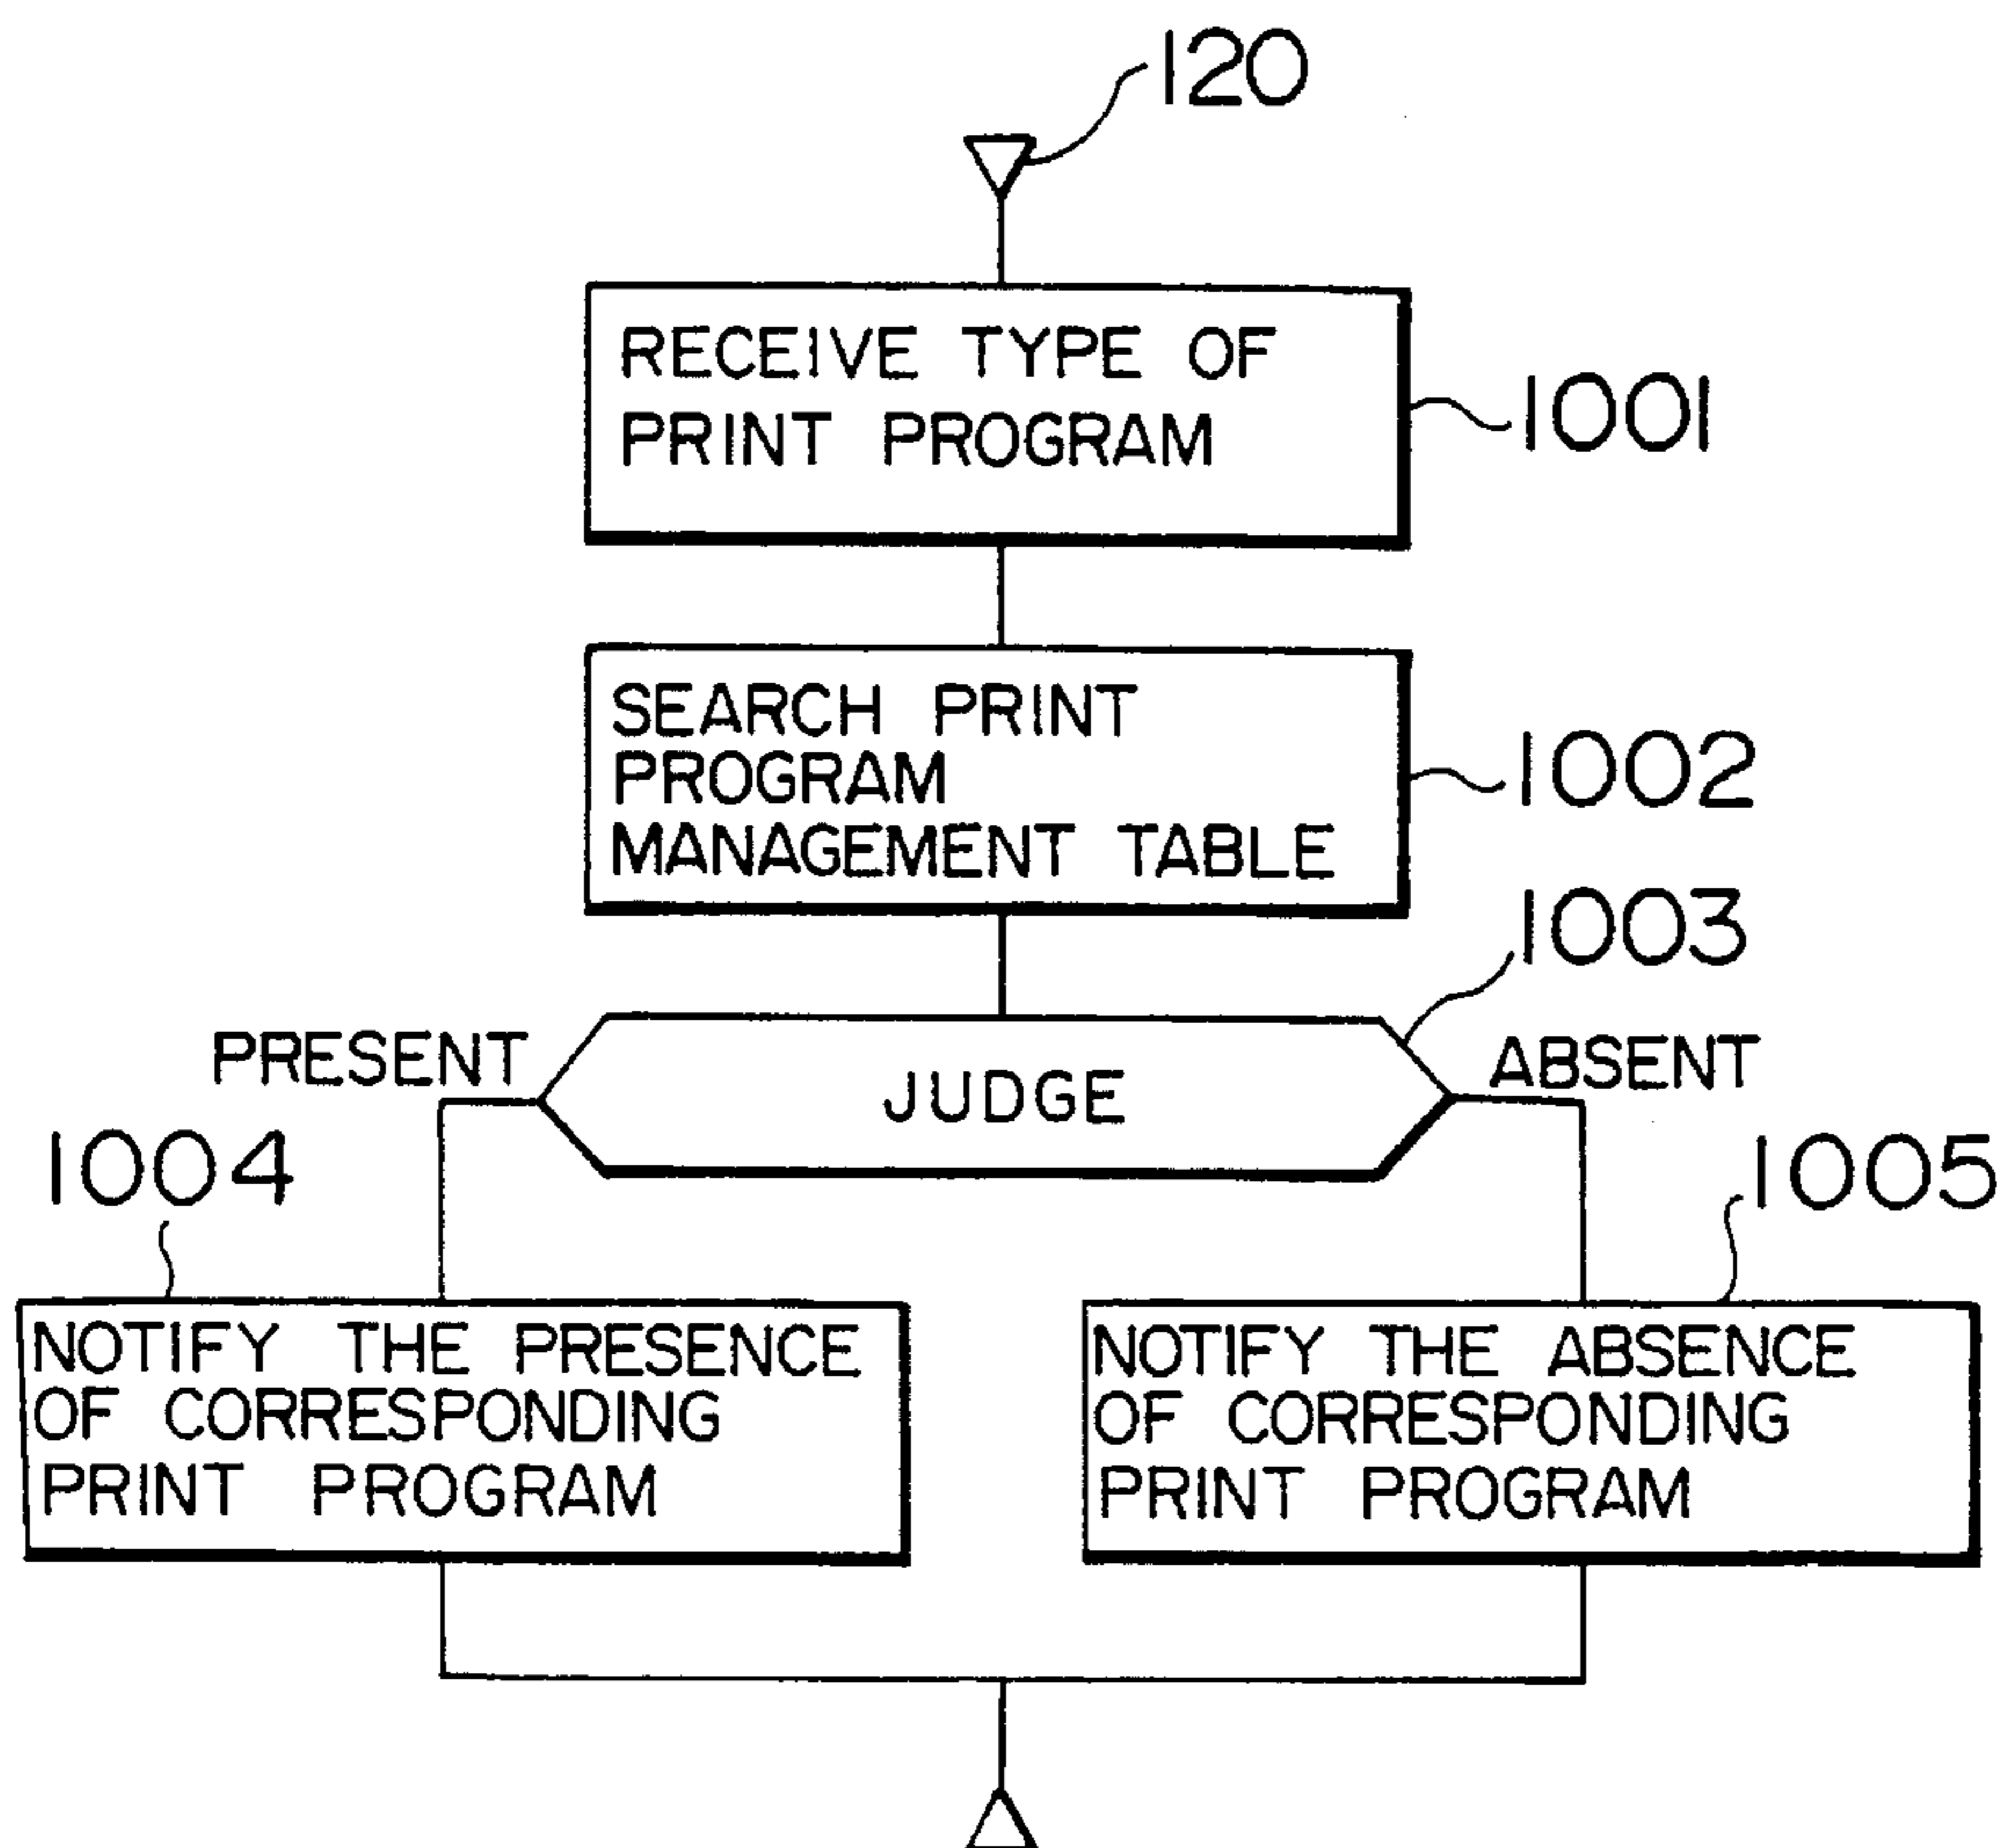 120
RECEIVE TYPE OF
PRINT PROGRAM
1001
SEARCH PRINT
PROGRAM
MANAGEMENT TABLE
1002
1003
PRESENT
JUDGE
ABSENT
1004
1005
NOTIFY THE PRESENCE
OF CORRESPONDING
PRINT PROGRAM
NOTIFY THE ABSENCE
OF CORRESPONDING
PRINT PROGRAM